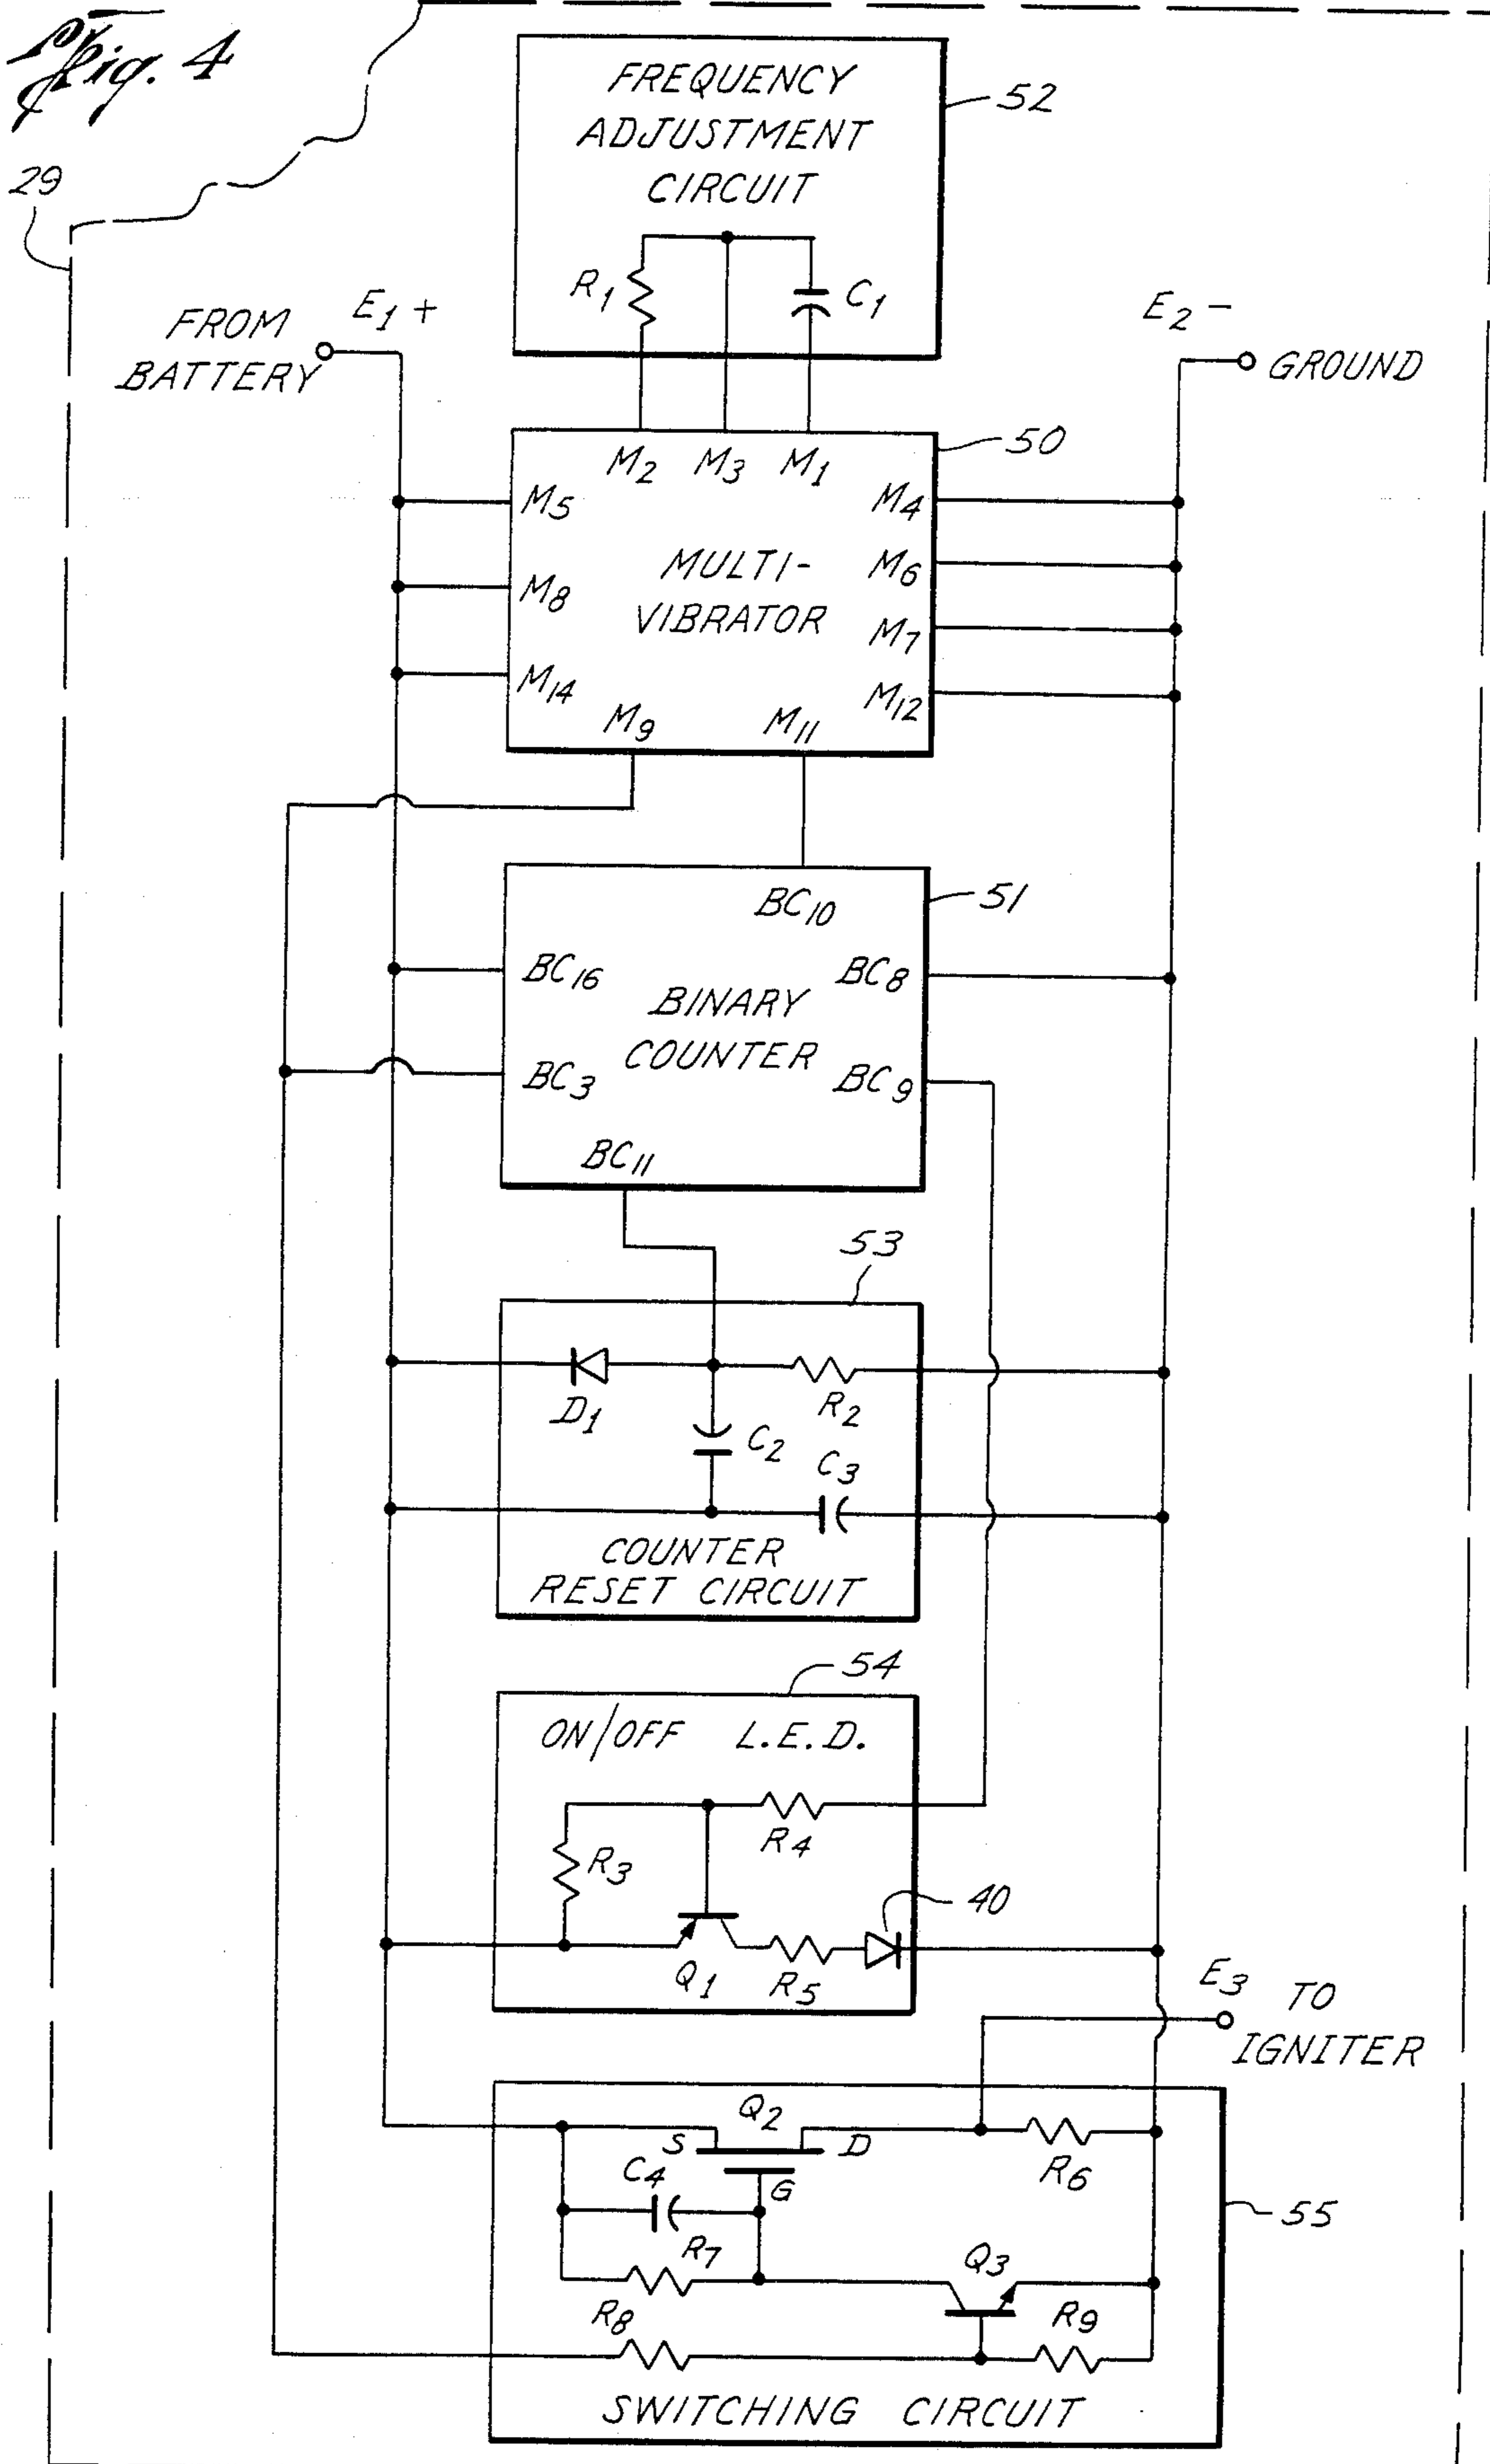 Fig. 4
29
FREQUENCY
ADJUSTMENT
CIRCUIT
52
R1
C1
FROM
BATTERY
E1 +
E2 −
GROUND
50
M2 M3 M1
M5
M4
MULTI-
VIBRATOR
M8
M6
M7
M14
M12
M9
M11
51
BC10
BC16
BC8
BINARY
COUNTER
BC3
BC9
BC11
53
D1
R2
C2
C3
COUNTER
RESET CIRCUIT
54
ON/OFF L.E.D.
R4
R3
40
Q1
R5
E3 TO
IGNITER
Q2
S
D
R6
C4
G
55
R7
Q3
R8
R9
SWITCHING CIRCUIT